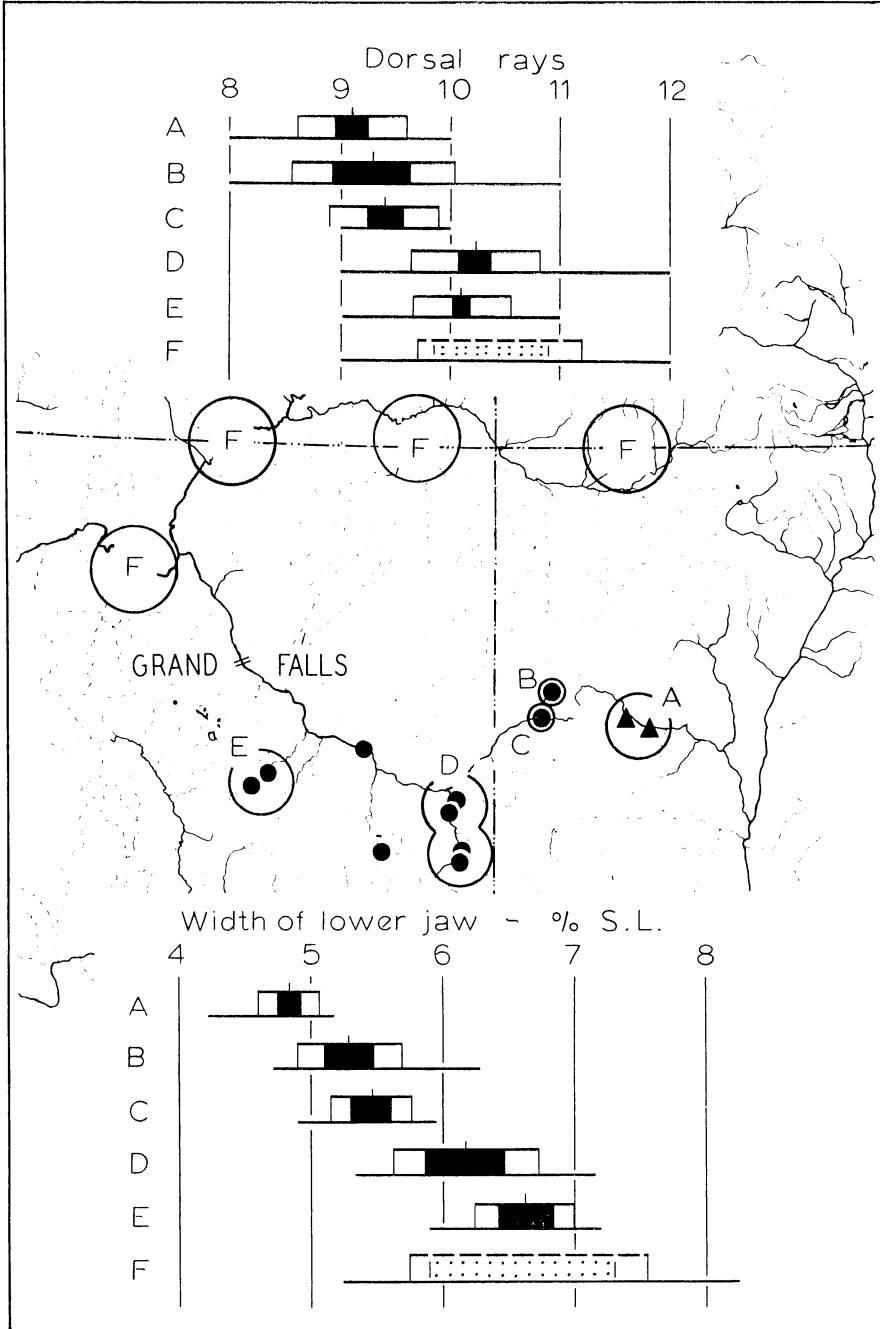 Dorsal rays
8 9 10 11 12
A
B
C
D
E
F
F F F
F
GRAND FALLS
B A
C
E D
Width of lower jaw - % S.L.
4 5 6 7 8
A
B
C
D
E
F